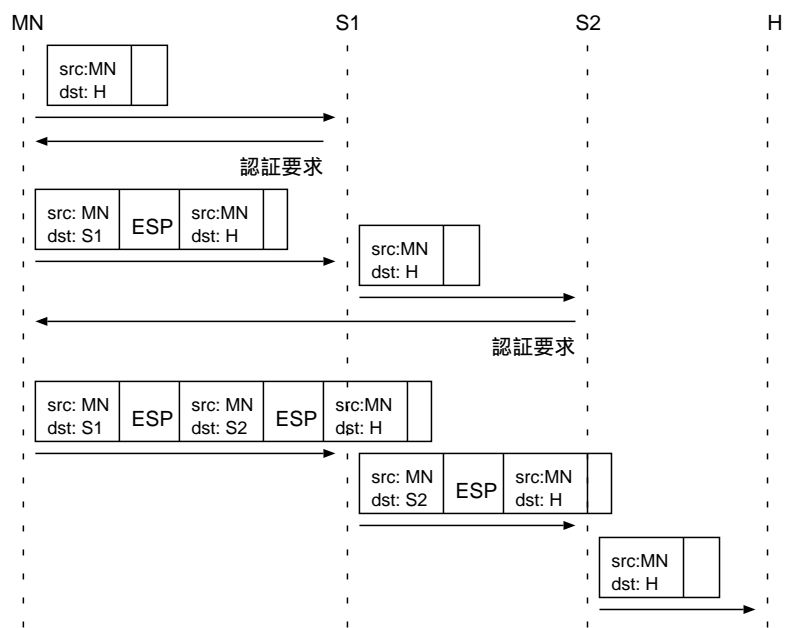 MN S1 S2 H
src:MN
dst: H
認証要求
src: MN
dst: S1
ESP
src:MN
dst: H
src:MN
dst: H
認証要求
src: MN
dst: S1
ESP
src: MN
dst: S2
ESP
src:MN
dst: H
src: MN
dst: S2
ESP
src:MN
dst: H
src:MN
dst: H